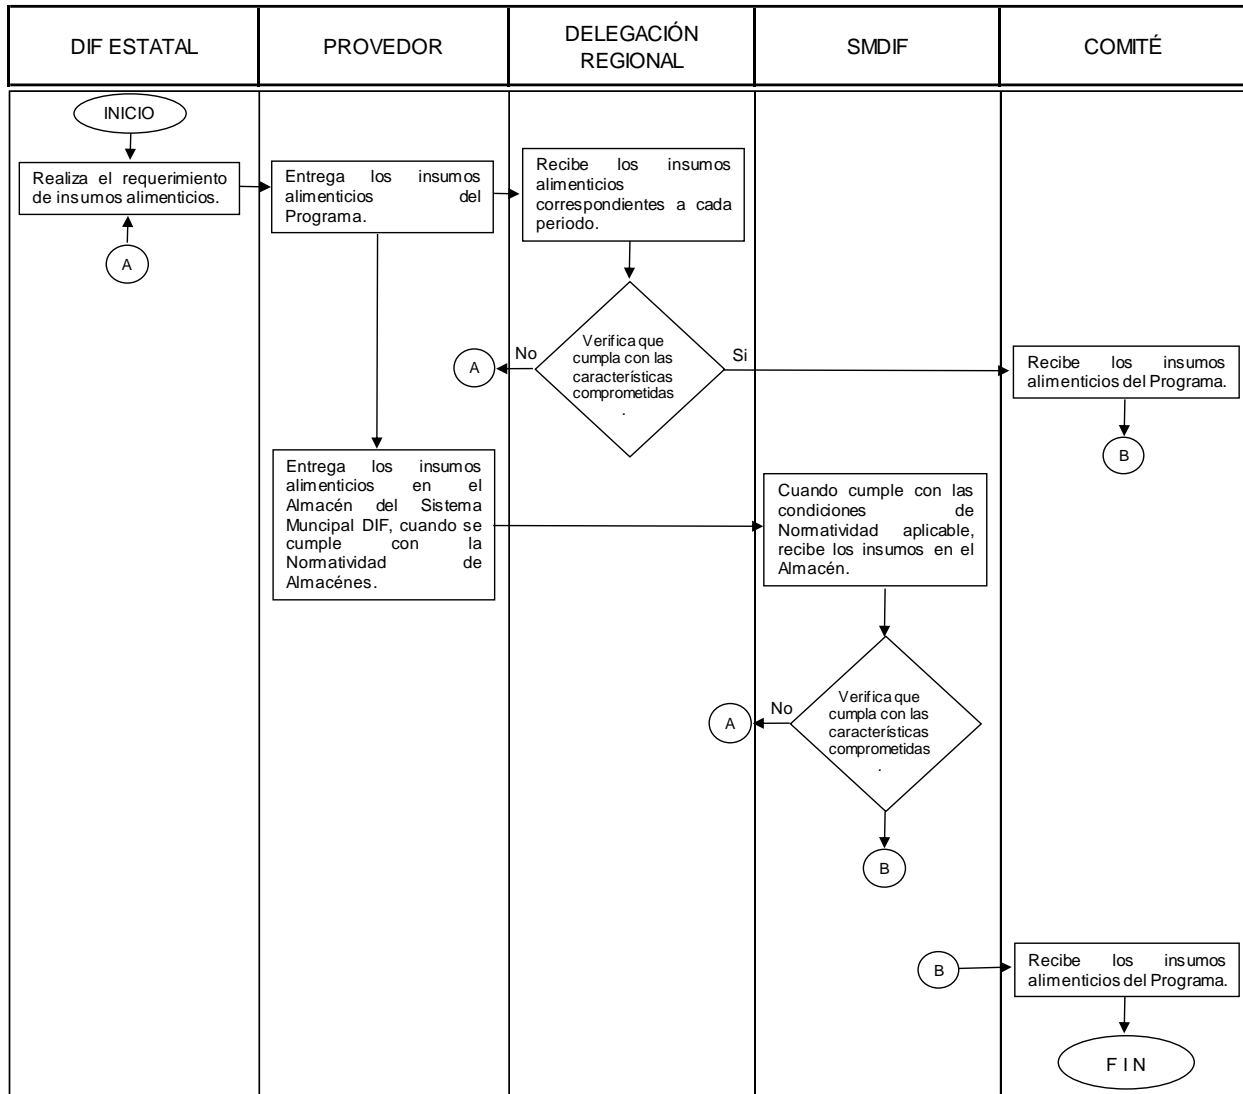 DIF ESTATAL
PROVEDOR
DELEGACIÓN
REGIONAL
SMDIF
COMITÉ
INICIO
Realiza el requerimiento
de insumos alimenticios.
A
Entrega los insumos
alimenticios del
Programa.
Recibe los insumos
alimenticios
correspondientes a cada
periodo.
Verifica que
cumpla con las
características
comprometidas
.
No
A
Si
Recibe los insumos
alimenticios del Programa.
B
Entrega los insumos
alimenticios en el
Almacén del Sistema
Muncipal DIF, cuando se
cumple con la
Normatividad de
Almacénes.
Cuando cumple con las
condiciones de
Normatividad aplicable,
recibe los insumos en el
Almacén.
Verifica que
cumpla con las
características
comprometidas
.
No
A
B
B
Recibe los insumos
alimenticios del Programa.
F I N